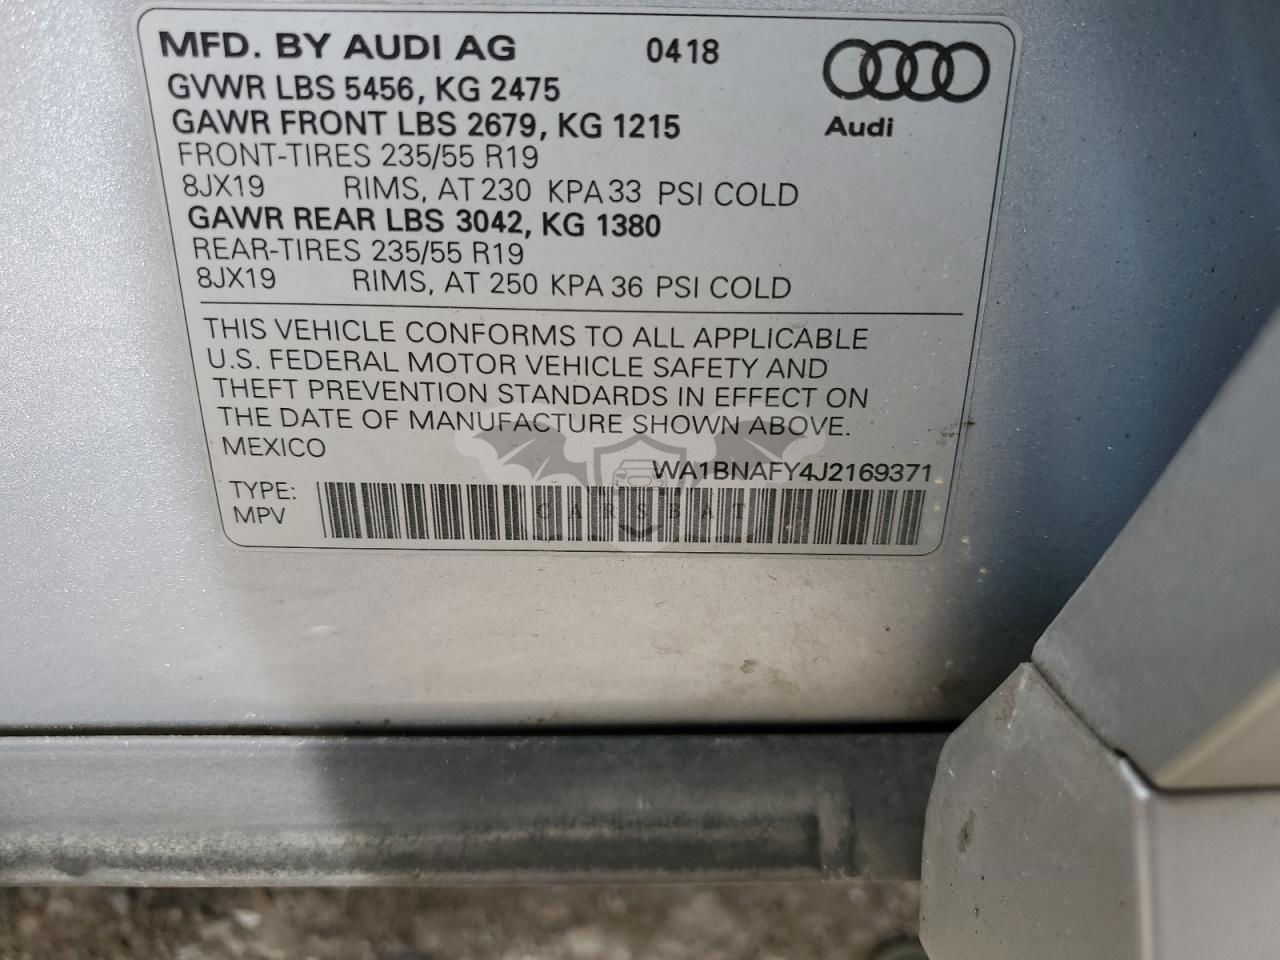 MFD. BY AUDI AG 0418
Audi
GVWR LBS 5456, KG 2475
GAWR FRONT LBS 2679, KG 1215
FRONT-TIRES 235/55 R19
8JX19 RIMS, AT 230 KPA 33 PSI COLD
GAWR REAR LBS 3042, KG 1380
REAR-TIRES 235/55 R19
8JX19 RIMS, AT 250 KPA 36 PSI COLD
THIS VEHICLE CONFORMS TO ALL APPLICABLE
U.S. FEDERAL MOTOR VEHICLE SAFETY AND
THEFT PREVENTION STANDARDS IN EFFECT ON
THE DATE OF MANUFACTURE SHOWN ABOVE.
MEXICO
WA1BNAFY4J2169371
TYPE:
MPV
CARSBAT